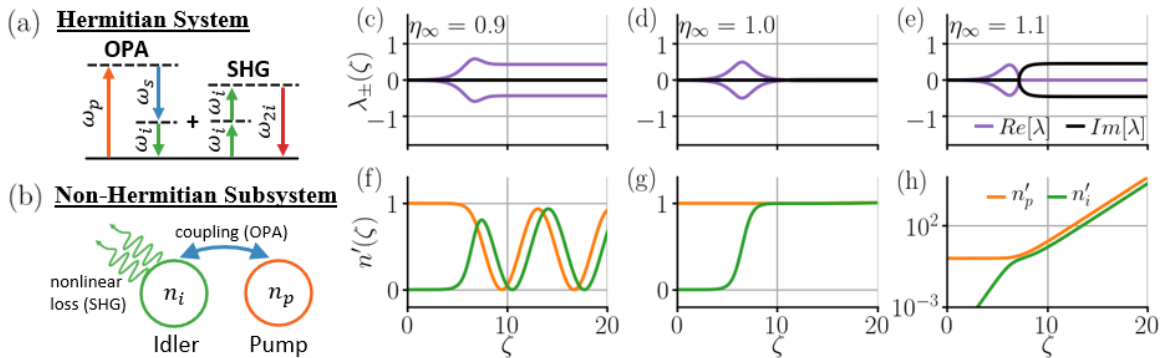 (a) Hermitian System
OPA
SHG
ω_p
ω_s
ω_i
+
ω_i
ω_i
ω_2i
(b) Non-Hermitian Subsystem
coupling (OPA)
nonlinear
loss (SHG)
n_i
n_p
Idler
Pump
(c)
η_∞ = 0.9
λ_±(ζ)
1
0
−1
(d)
η_∞ = 1.0
1
0
−1
(e)
η_∞ = 1.1
1
0
−1
Re[λ]
Im[λ]
(f)
n′(ζ)
1
0
0
10
20
ζ
(g)
1
0
0
10
20
ζ
(h)
n′_p
n′_i
10^2
10^−3
0
10
20
ζ